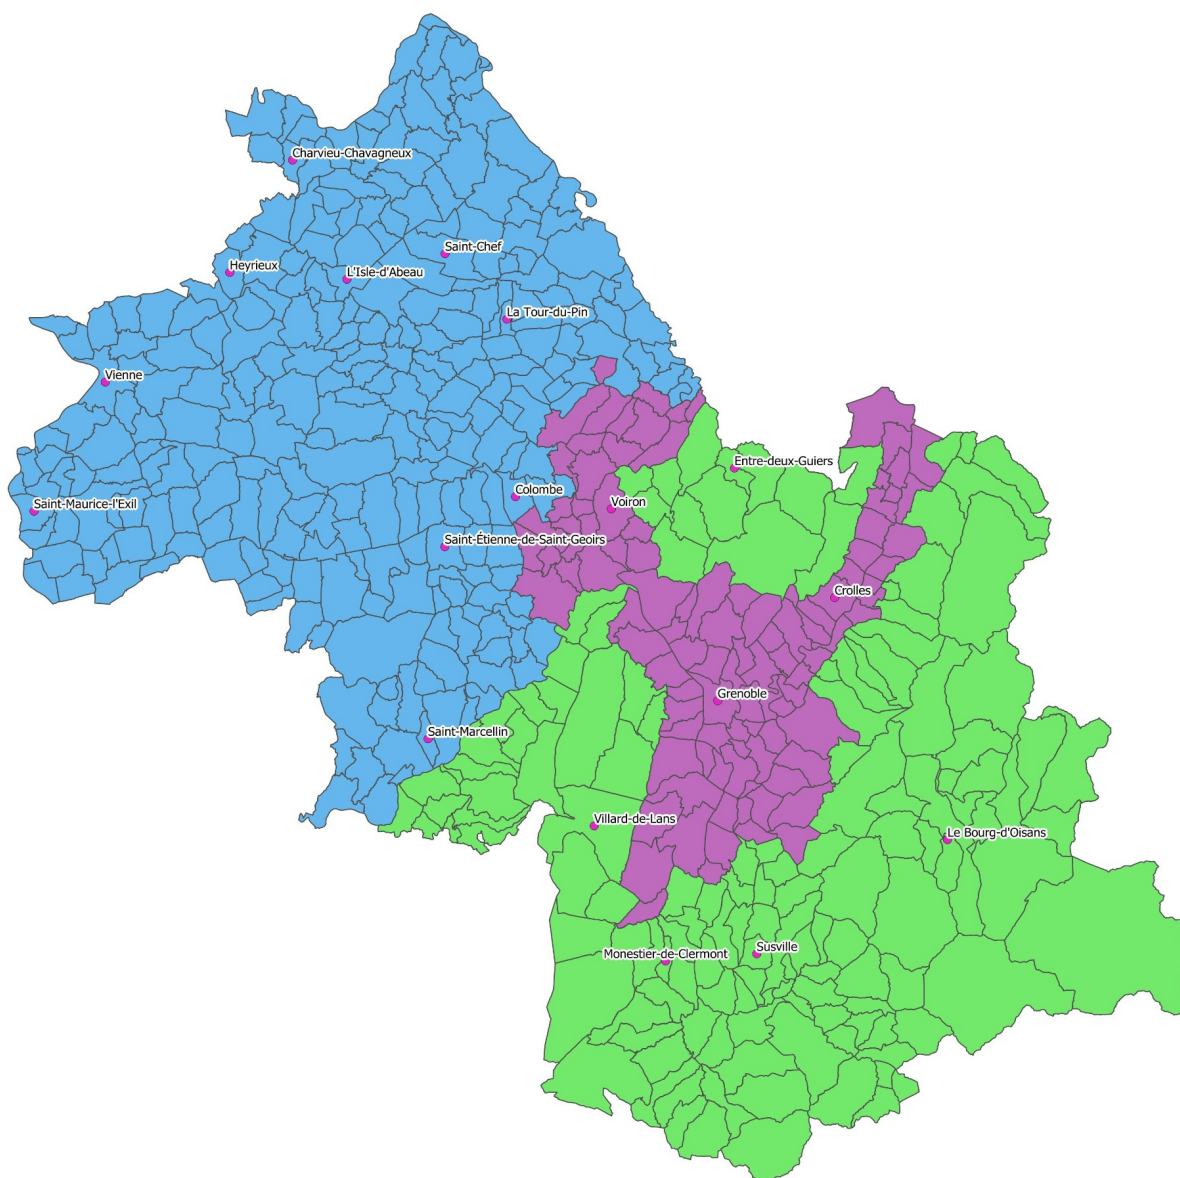 Charvieu-Chavagneux
Saint-Chef
Heyrieux
L'Isle-d'Abeau
La Tour-du-Pin
Vienne
Entre-deux-Guiers
Colombe
Saint-Maurice-l'Exil
Voiron
Saint-Étienne-de-Saint-Geoirs
Crolles
Grenoble
Saint-Marcellin
Villard-de-Lans
Le Bourg-d'Oisans
Monestier-de-Clermont
Susville